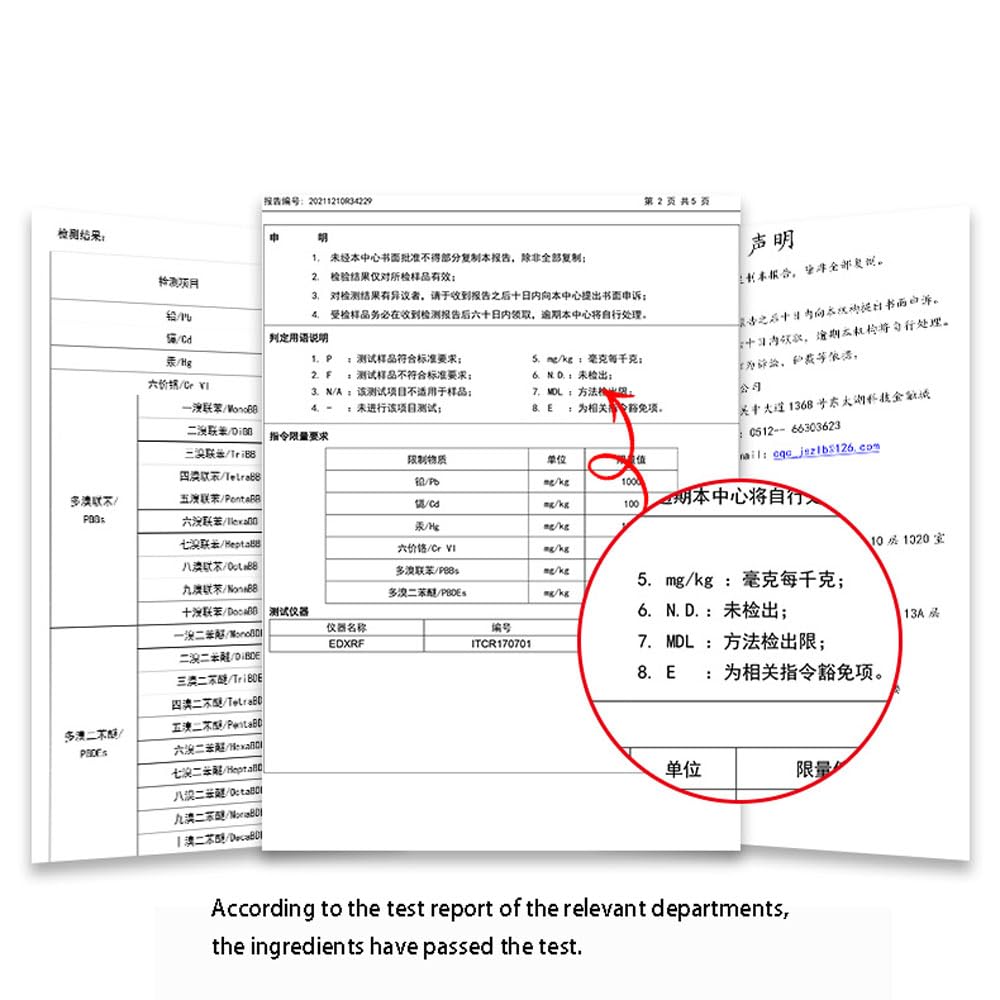 检测结果:
检测项目
铅/Pb
镉/Cd
汞/Hg
六价铬/Cr VI
多溴联苯/
PBBs
一溴联苯/MonoBB
二溴联苯/DiBB
三溴联苯/TriBB
四溴联苯/TetraBB
五溴联苯/PentaBB
六溴联苯/HexaBB
七溴联苯/HeptaBB
八溴联苯/OctaBB
九溴联苯/NonaBB
十溴联苯/DecaBB
多溴二苯醚/
PBDEs
一溴二苯醚/MonoBDE
二溴二苯醚/DiBDE
三溴二苯醚/TriBDE
四溴二苯醚/TetraBD
五溴二苯醚/PentaBD
六溴二苯醚/HexaBD
七溴二苯醚/HeptaBD
八溴二苯醚/OctaBD
九溴二苯醚/NonaBD
溴二苯醚/DecaBD
报告编号: 20211210R34229 第 2 页 共 5 页
申 明
1. 未经本中心书面批准不得部分复制本报告, 除非全部复制;
2. 检验结果仅对所检样品有效;
3. 对检测结果有异议者, 请于收到报告之后十日内向本中心提出书面申诉;
4. 受检样品务必在收到检测报告后六十日内领取, 逾期本中心将自行处理。
判定用语说明
1. P : 测试样品符合标准要求; 5. mg/kg : 毫克每千克;
2. F : 测试样品不符合标准要求; 6. N.D. : 未检出;
3. N/A : 该测试项目不适用于样品; 7. MDL : 方法检出限;
4. - : 未进行该项目测试; 8. E : 为相关指令豁免项。
指令限量要求
限制物质 单位 限量值
铅/Pb mg/kg 1000
镉/Cd mg/kg 100
汞/Hg mg/kg
六价铬/Cr VI mg/kg
多溴联苯/PBBs mg/kg
多溴二苯醚/PBDEs mg/kg
测试仪器
仪器名称 编号
EDXRF ITCR170701
声明
制本报告, 除非全部复制。
告之后十日内向本机构提出书面申诉。
十日内领取, 逾期本机构将自行处理。
为诉讼、仲裁等依据。
公司
大道 1368 号东太湖科技金融城
: 0512-- 66303623
mail: cqc_jszlb@126.com
10 层 1020 室
13A 层
逾期本中心将自行处
5. mg/kg : 毫克每千克;
6. N.D. : 未检出;
7. MDL : 方法检出限;
8. E : 为相关指令豁免项。
单位 限量
According to the test report of the relevant departments,
the ingredients have passed the test.